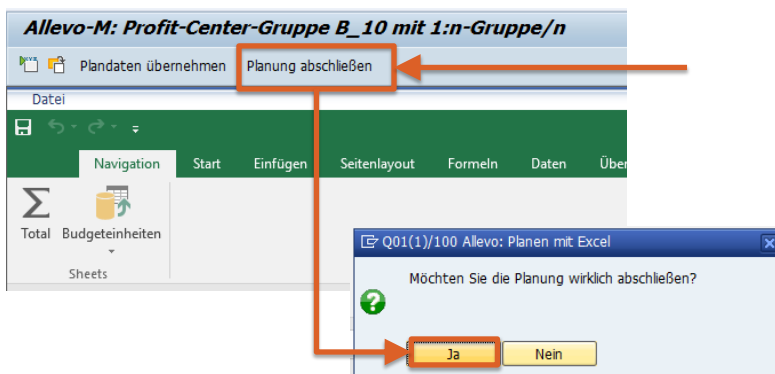 Allevo-M: Profit-Center-Gruppe B_10 mit 1:n-Gruppe/n
Plandaten übernehmen Planung abschließen
Datei
Navigation Start Einfügen Seitenlayout Formeln Daten Über
Total Budgeteinheiten
Sheets
Q01(1)/100 Allevo: Planen mit Excel
Möchten Sie die Planung wirklich abschließen?
Ja Nein